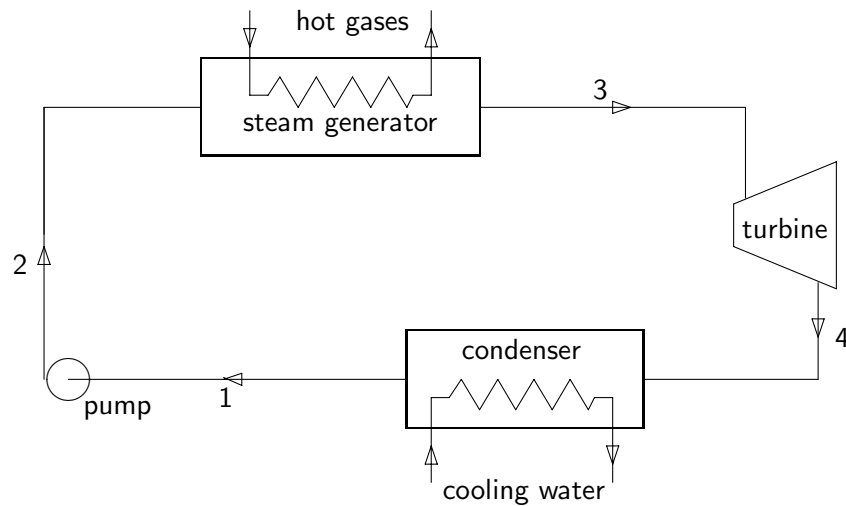 hot gases
3
steam generator
turbine
2
4
condenser
1
pump
cooling water